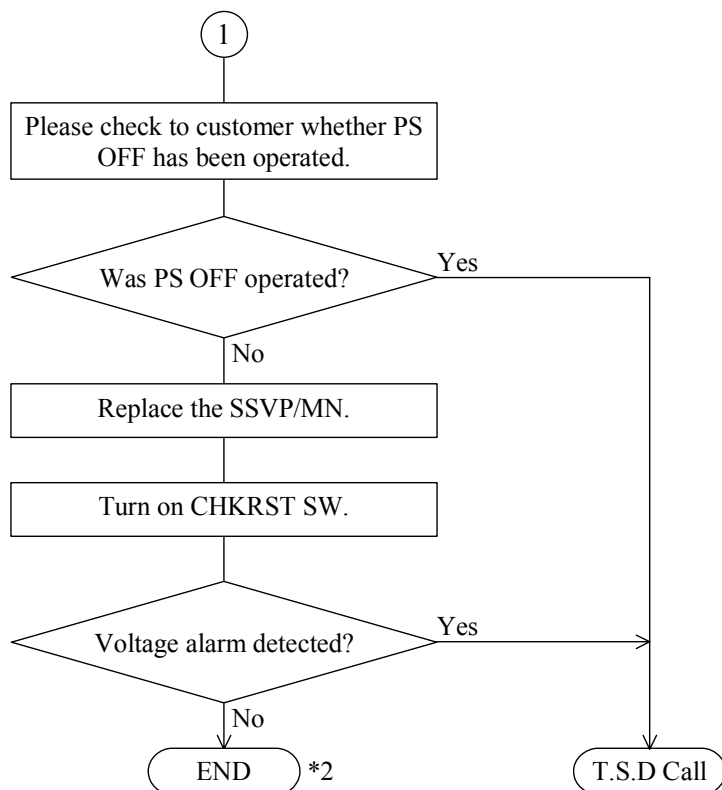 1
Please check to customer whether PS
OFF has been operated.
Was PS OFF operated?
Yes
No
Replace the SSVP/MN.
Turn on CHKRST SW.
Voltage alarm detected?
Yes
No
END
*2
T.S.D Call